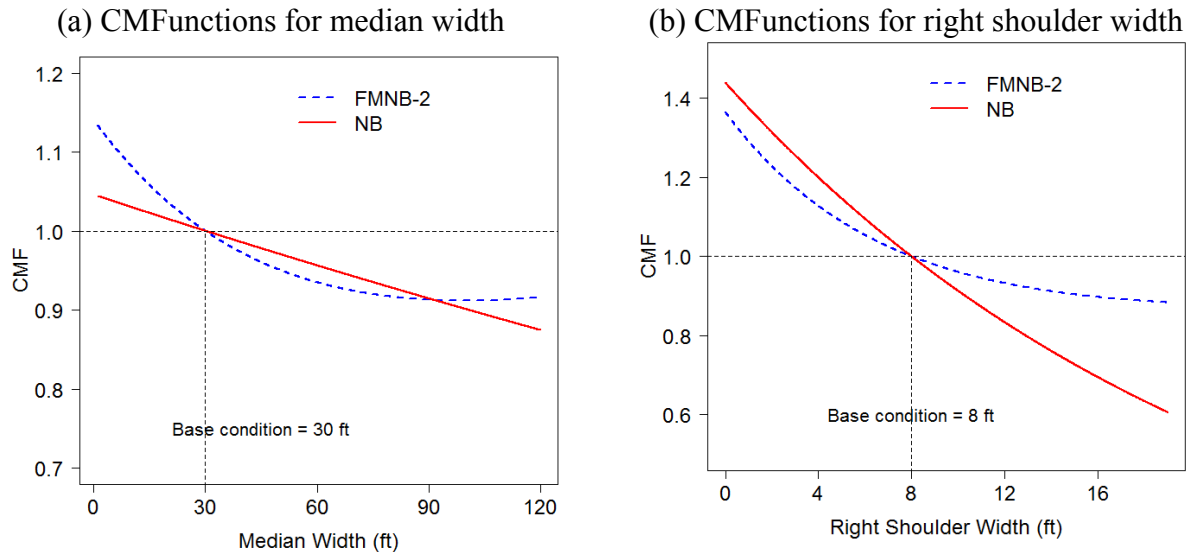 (a) CMFunctions for median width
1.2
1.1
1.0
0.9
0.8
0.7
CMF
FMNB-2
NB
Base condition = 30 ft
0 30 60 90 120
Median Width (ft)
(b) CMFunctions for right shoulder width
1.4
1.2
1.0
0.8
0.6
CMF
FMNB-2
NB
Base condition = 8 ft
0 4 8 12 16
Right Shoulder Width (ft)